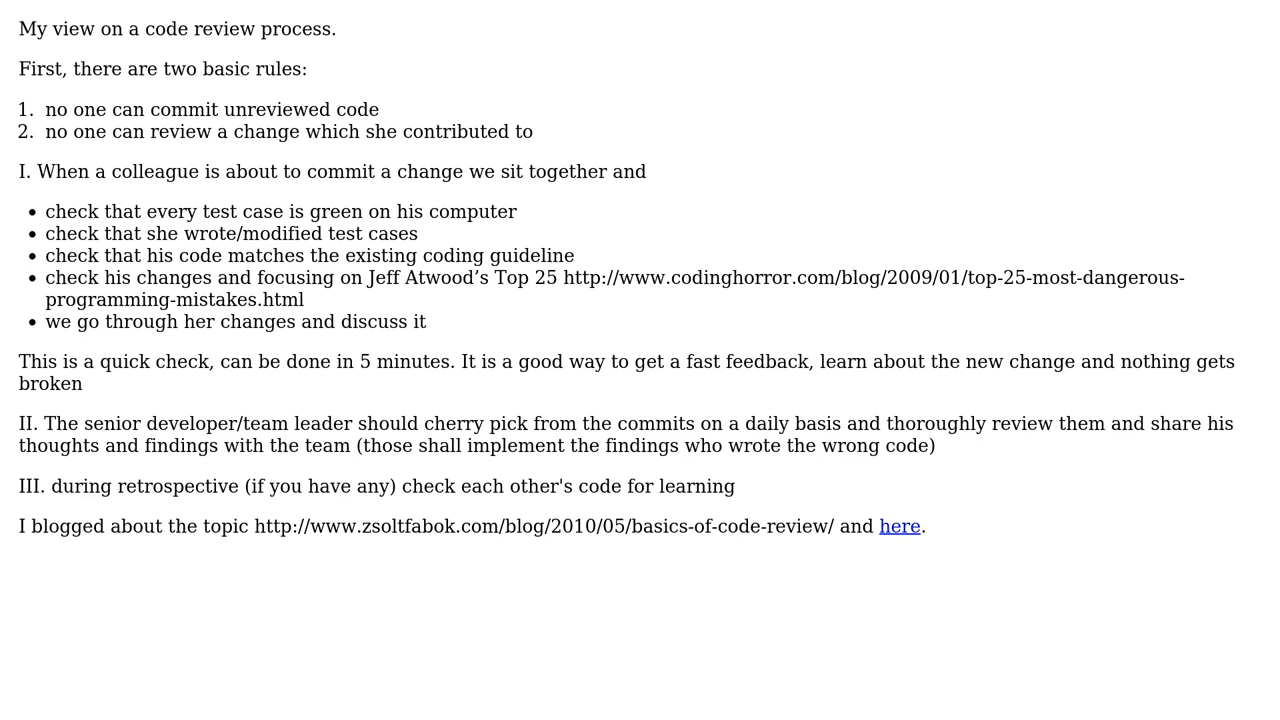 My view on a code review process.
First, there are two basic rules:
1. no one can commit unreviewed code
2. no one can review a change which she contributed to
I. When a colleague is about to commit a change we sit together and
• check that every test case is green on his computer
• check that she wrote/modified test cases
• check that his code matches the existing coding guideline
• check his changes and focusing on Jeff Atwood’s Top 25 http://www.codinghorror.com/blog/2009/01/top-25-most-dangerous-
programming-mistakes.html
• we go through her changes and discuss it
This is a quick check, can be done in 5 minutes. It is a good way to get a fast feedback, learn about the new change and nothing gets
broken
II. The senior developer/team leader should cherry pick from the commits on a daily basis and thoroughly review them and share his
thoughts and findings with the team (those shall implement the findings who wrote the wrong code)
III. during retrospective (if you have any) check each other's code for learning
I blogged about the topic http://www.zsoltfabok.com/blog/2010/05/basics-of-code-review/ and here.